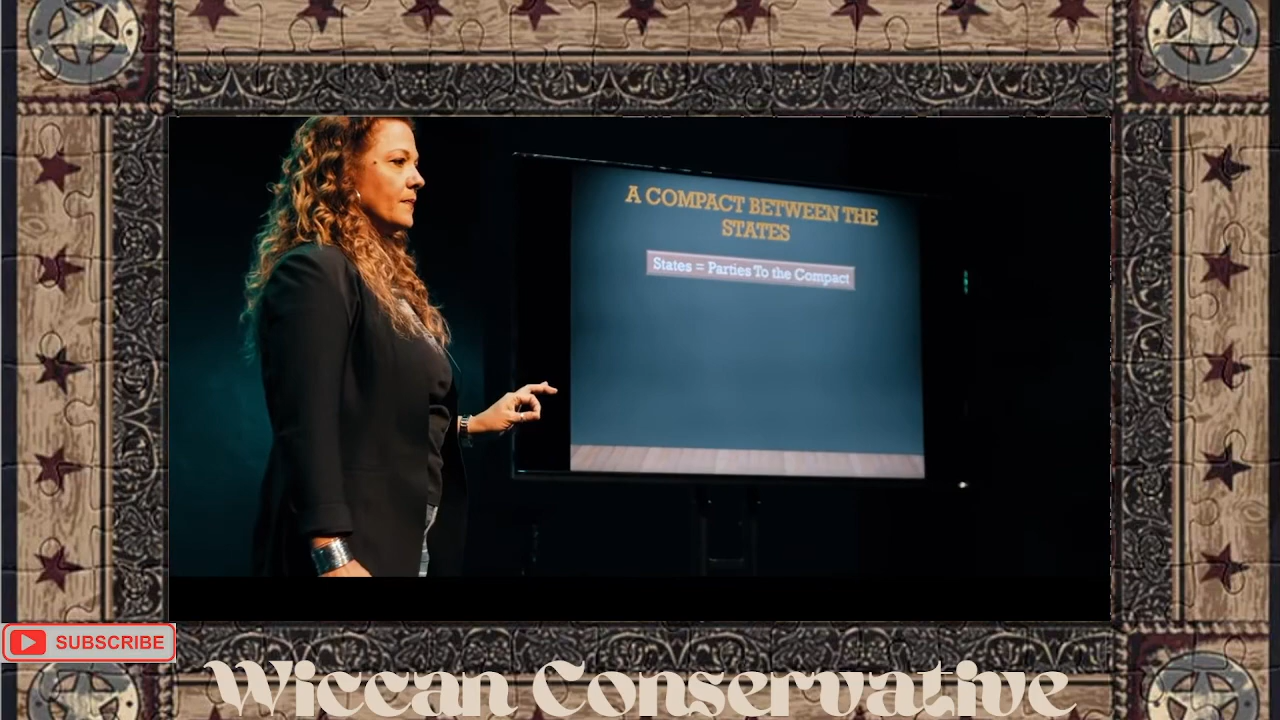 A COMPACT BETWEEN THE
STATES
States = Parties To the Compact
SUBSCRIBE
Wiccan Conservative